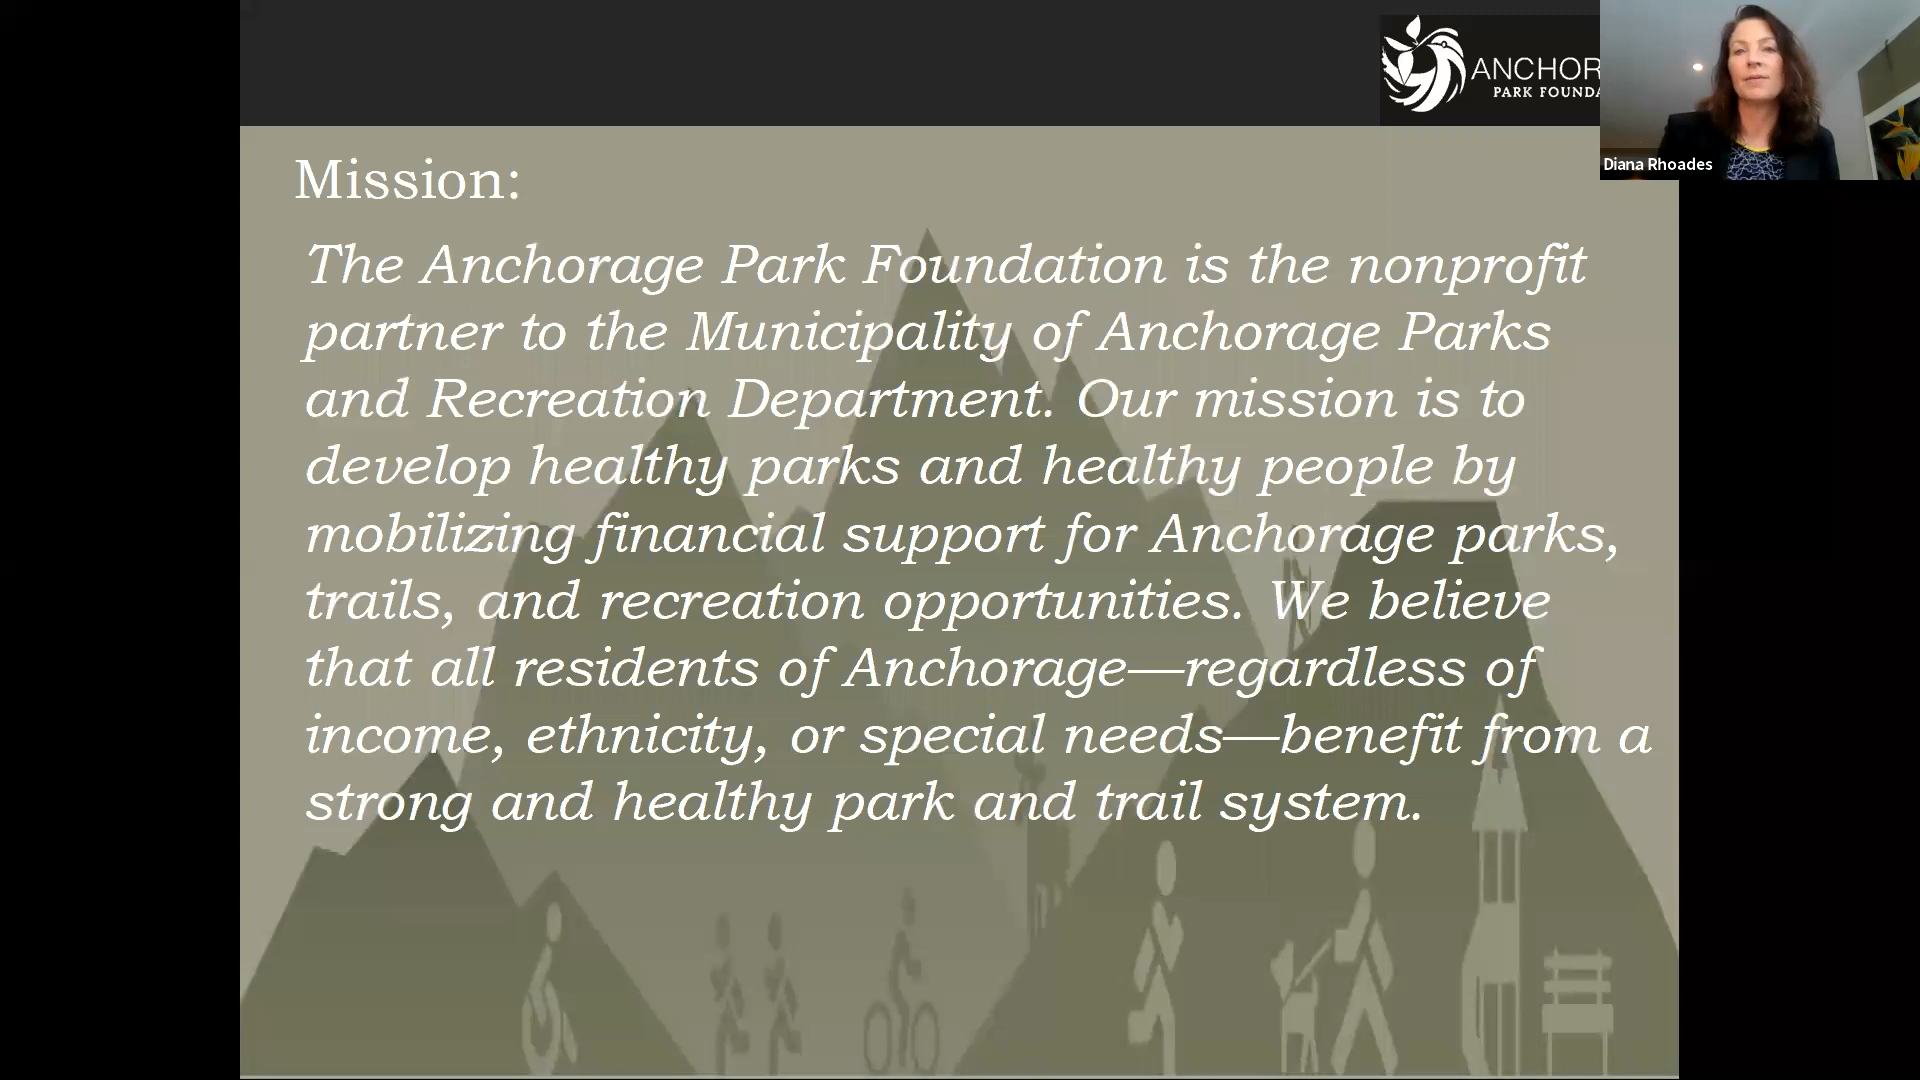 ANCHOR
PARK FOUNDA
Diana Rhoades
Mission:
The Anchorage Park Foundation is the nonprofit
partner to the Municipality of Anchorage Parks
and Recreation Department. Our mission is to
develop healthy parks and healthy people by
mobilizing financial support for Anchorage parks,
trails, and recreation opportunities. We believe
that all residents of Anchorage—regardless of
income, ethnicity, or special needs—benefit from a
strong and healthy park and trail system.